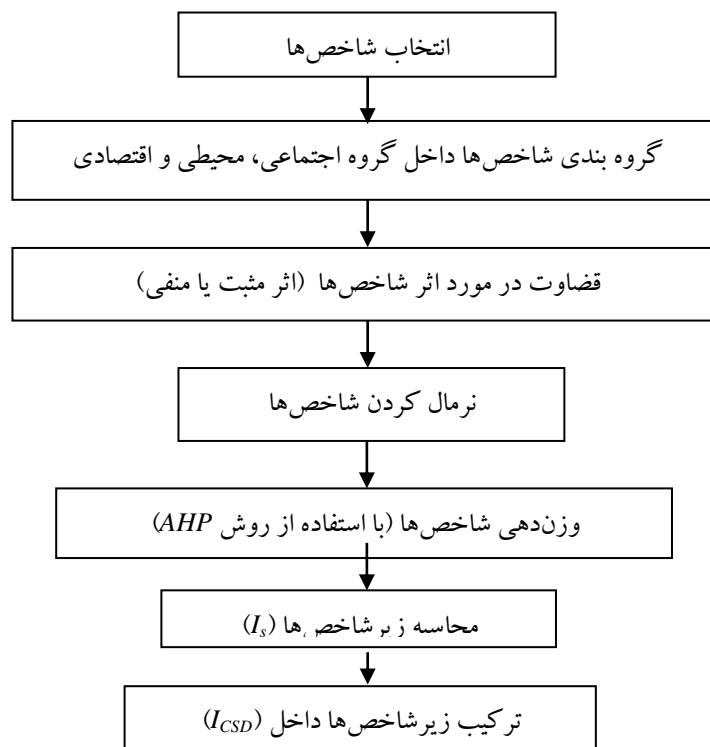 انتخاب شاخص‌ها
گروه بندی شاخص‌ها داخل گروه اجتماعی، محیطی و اقتصادی
قضاوت در مورد اثر شاخص‌ها (اثر مثبت یا منفی)
نرمال کردن شاخص‌ها
وزن‌دهی شاخص‌ها (با استفاده از روش AHP)
محاسبه زیرشاخص‌ها (Is)
ترکیب زیرشاخص‌ها داخل (ICSD)